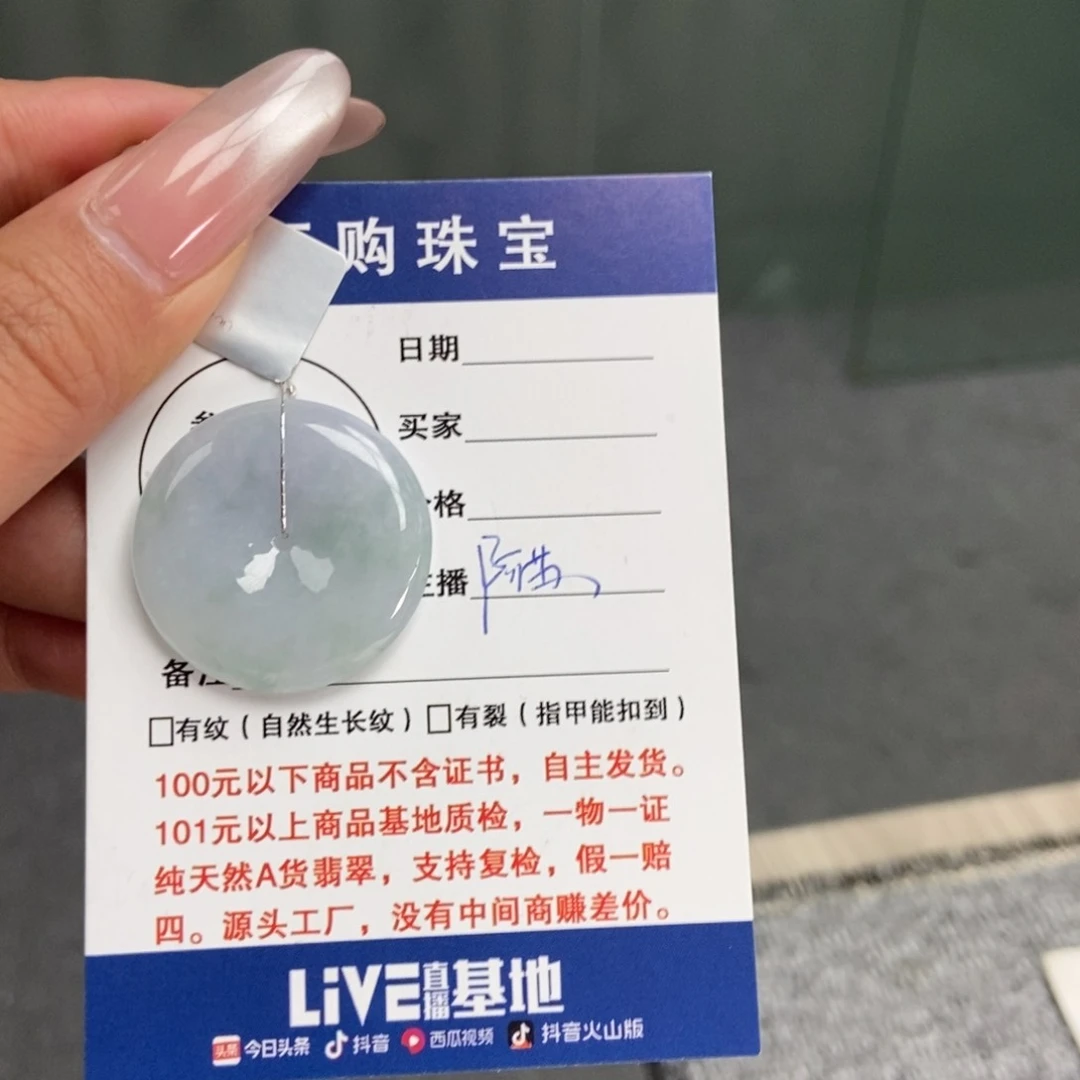 购珠宝
日期
买家
格
播
备注
□有纹（自然生长纹）□有裂（指甲能扣到）
100元以下商品不含证书，自主发货。
101元以上商品基地质检，一物一证
纯天然A货翡翠，支持复检，假一赔
四。源头工厂，没有中间商赚差价。
LiVE直播基地
头条 今日头条 抖音 西瓜视频 抖音火山版